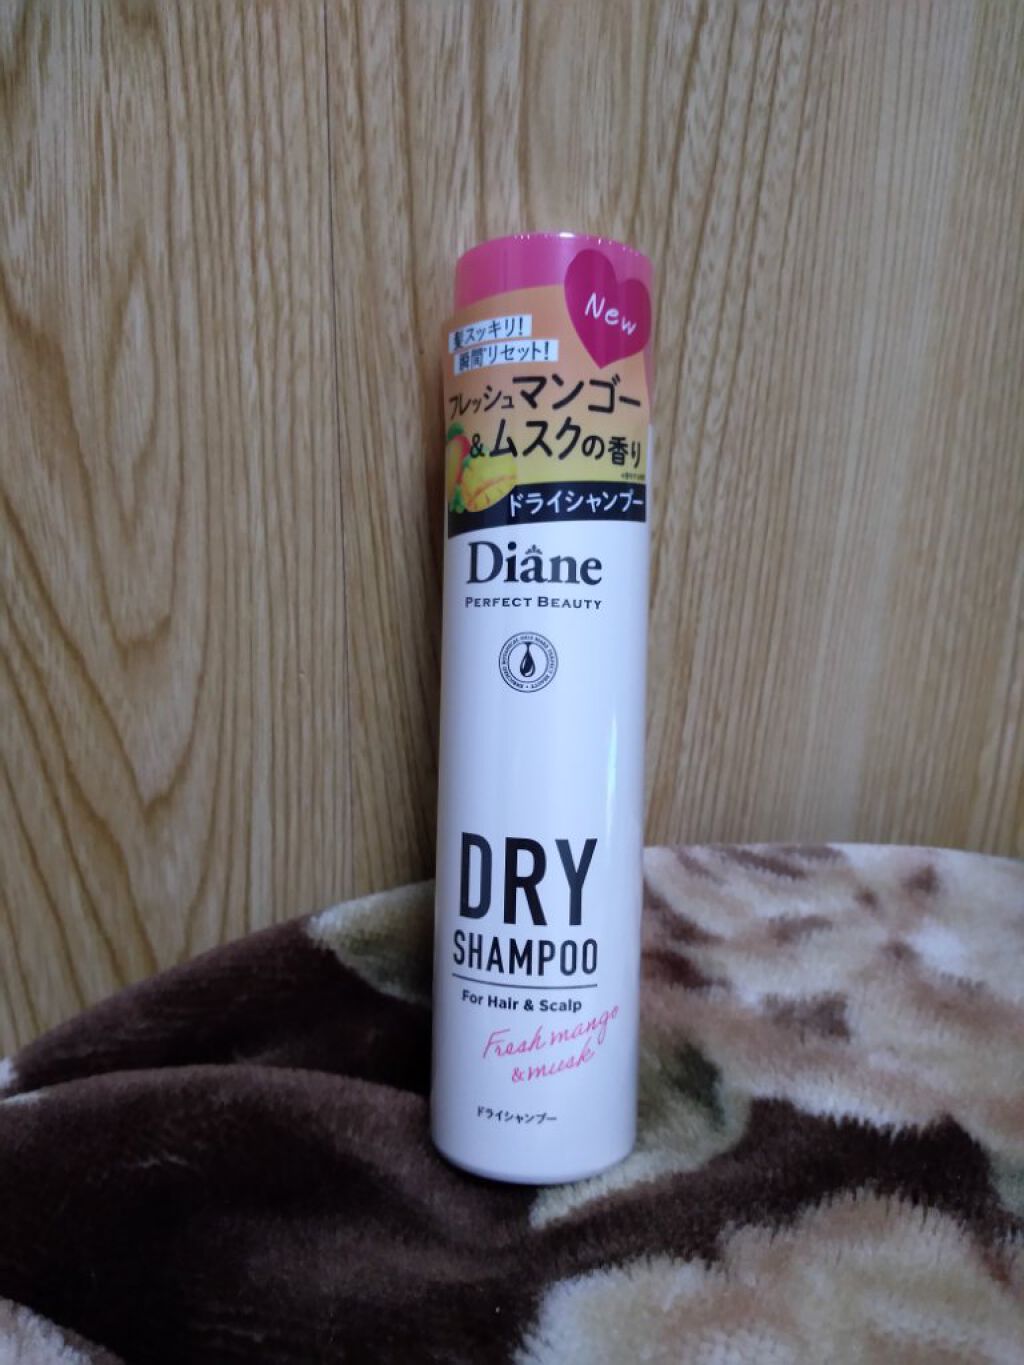 New
髪スッキリ!
瞬間リセット!
フレッシュマンゴー
&ムスクの香り
ドライシャンプー
Diâne
PERFECT BEAUTY
DRY
SHAMPOO
For Hair & Scalp
Fresh mango
&musk
ドライシャンプー